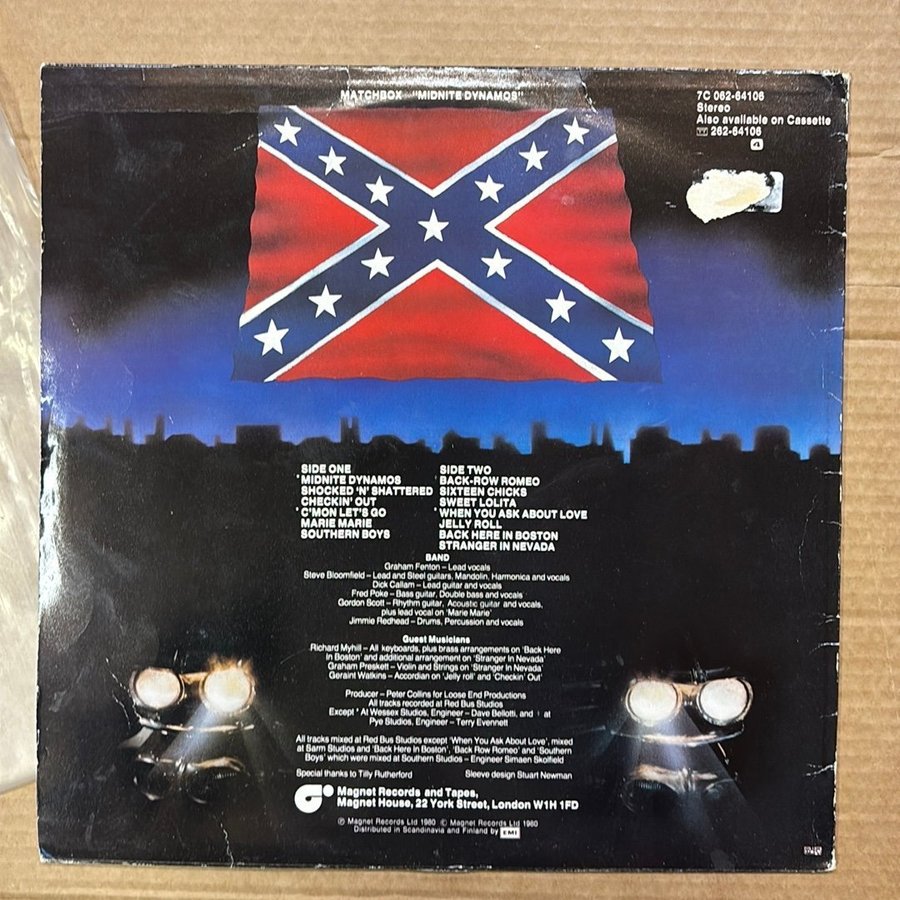 MATCHBOX "MIDNITE DYNAMOS"
7C 062-64106
Stereo
Also available on Cassette
262-64106
4
SIDE ONE
*MIDNITE DYNAMOS
SHOCKED 'N' SHATTERED
CHECKIN' OUT
*C'MON LET'S GO
MARIE MARIE
SOUTHERN BOYS
SIDE TWO
BACK-ROW ROMEO
SIXTEEN CHICKS
SWEET LOLITA
*WHEN YOU ASK ABOUT LOVE
JELLY ROLL
BACK HERE IN BOSTON
STRANGER IN NEVADA
BAND
Graham Fenton – Lead vocals
Steve Bloomfield – Lead and Steel guitars, Mandolin, Harmonica and vocals
Dick Callam – Lead guitar and vocals
Fred Poke – Bass guitar, Double bass and vocals
Gordon Scott – Rhythm guitar, Acoustic guitar and vocals,
plus lead vocal on 'Marie Marie'
Jimmie Redhead – Drums, Percussion and vocals
Guest Musicians
Richard Myhill – All keyboards, plus brass arrangements on 'Back Here
In Boston' and additional arrangement on 'Stranger In Nevada'
Graham Preskett – Violin and Strings on 'Stranger In Nevada'
Geraint Watkins – Accordian on 'Jelly roll' and 'Checkin' Out'
Producer – Peter Collins for Loose End Productions
All tracks recorded at Red Bus Studios
Except * At Wessex Studios, Engineer – Dave Bellotti, and at
Pye Studios, Engineer – Terry Evennett
All tracks mixed at Red Bus Studios except 'When You Ask About Love', mixed
at Sarm Studios and 'Back Here In Boston', 'Back Row Romeo' and 'Southern
Boys' which were mixed at Southern Studios – Engineer Simaen Skolfield
Special thanks to Tilly Rutherford
Sleeve design Stuart Newman
Magnet Records and Tapes,
Magnet House, 22 York Street, London W1H 1FD
℗ Magnet Records Ltd 1980 © Magnet Records Ltd 1980
Distributed in Scandinavia and Finland by EMI